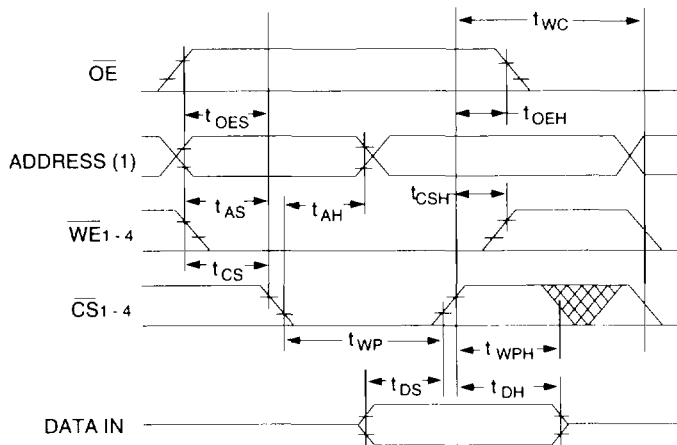 tWC
OE
tOES
tOEH
ADDRESS (1)
tAS
tAH
tCSH
WE1-4
tCS
CS1-4
tWP
tWPH
tDS
tDH
DATA IN